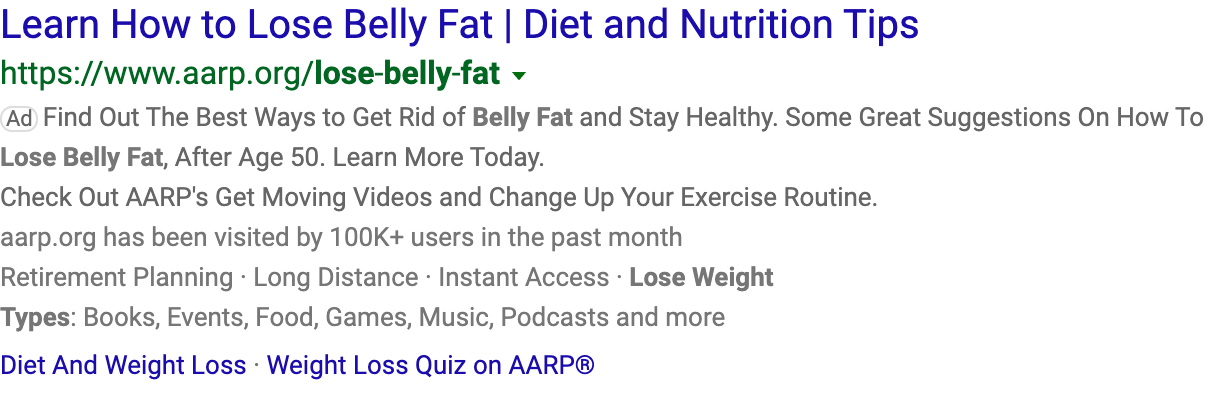 Learn How to Lose Belly Fat | Diet and Nutrition Tips
https://www.aarp.org/lose-belly-fat
Ad Find Out The Best Ways to Get Rid of Belly Fat and Stay Healthy. Some Great Suggestions On How To
Lose Belly Fat, After Age 50. Learn More Today.
Check Out AARP's Get Moving Videos and Change Up Your Exercise Routine.
aarp.org has been visited by 100K+ users in the past month
Retirement Planning · Long Distance · Instant Access · Lose Weight
Types: Books, Events, Food, Games, Music, Podcasts and more
Diet And Weight Loss · Weight Loss Quiz on AARP®